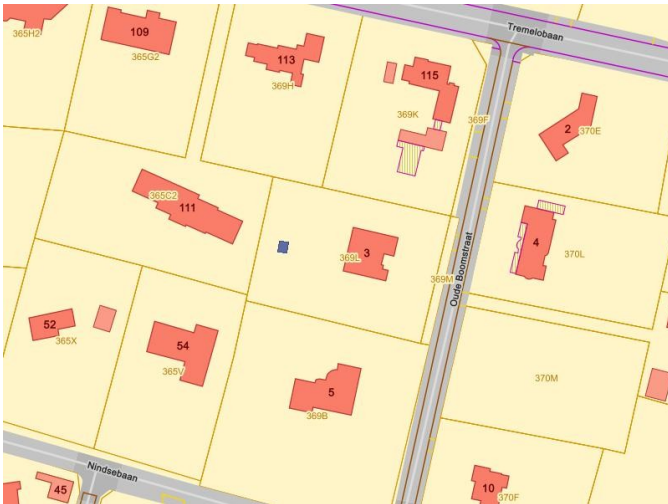 365H2
109
365G2
113
369H
115
369K
369F
Tremelobaan
2
370E
365C2
111
3
369L
369M
Oude Boomstraat
4
370L
52
365X
54
365V
5
369B
370M
Nindsebaan
45
10
370F